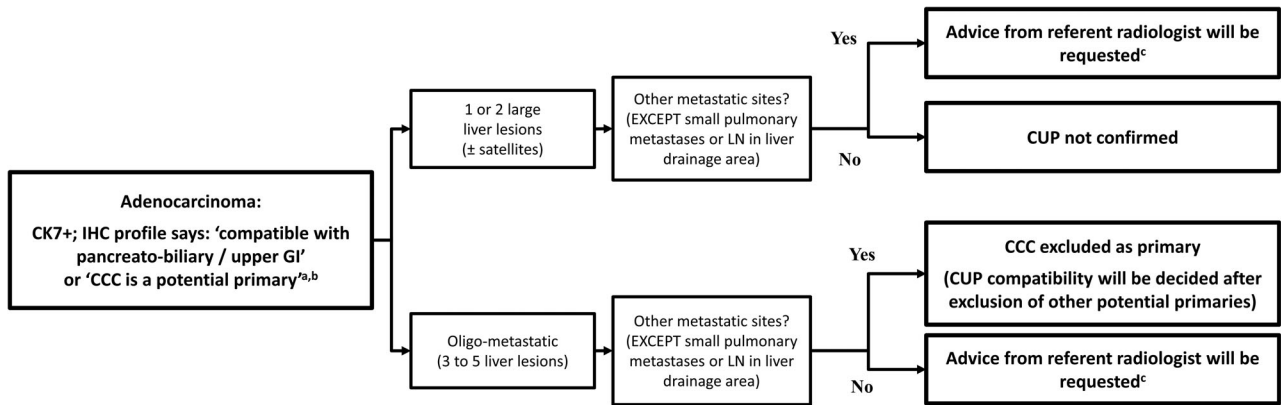 Adenocarcinoma:
CK7+; IHC profile says: ‘compatible with
pancreato-biliary / upper GI’
or ‘CCC is a potential primary’a,b
1 or 2 large
liver lesions
(± satellites)
Other metastatic sites?
(EXCEPT small pulmonary
metastases or LN in liver
drainage area)
Yes
Advice from referent radiologist will be
requestedc
No
CUP not confirmed
Oligo-metastatic
(3 to 5 liver lesions)
Other metastatic sites?
(EXCEPT small pulmonary
metastases or LN in liver
drainage area)
Yes
CCC excluded as primary
(CUP compatibility will be decided after
exclusion of other potential primaries)
No
Advice from referent radiologist will be
requestedc